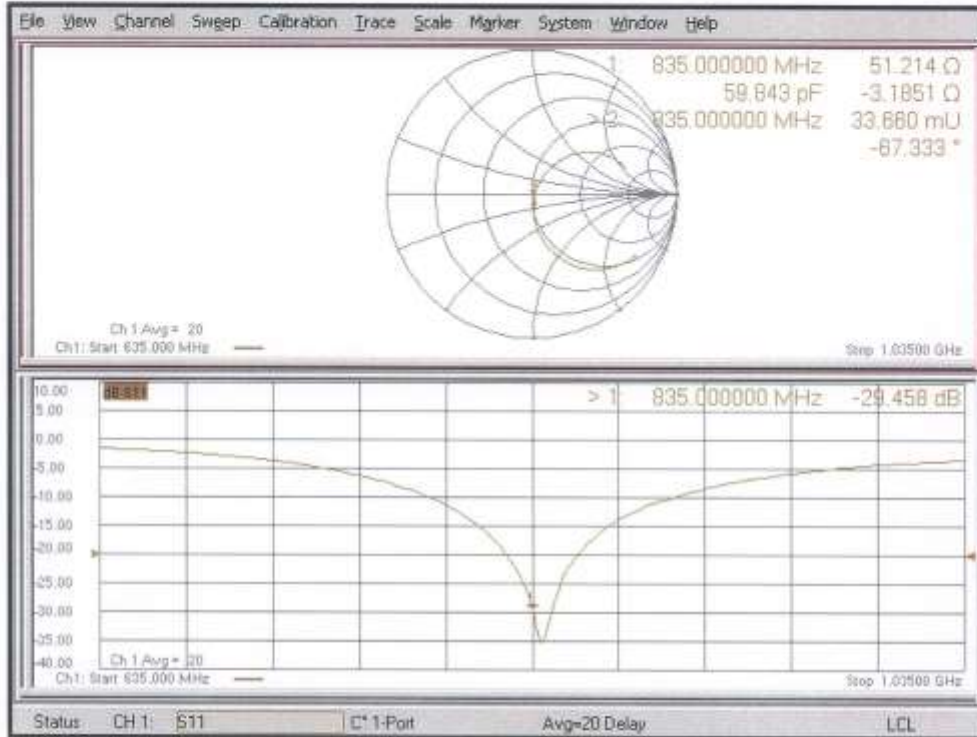 File View Channel Sweep Calibration Trace Scale Marker System Window Help
1: 835.000000 MHz 51.214 Ω
59.843 pF -3.1851 Ω
> 2: 835.000000 MHz 33.660 mU
-67.333 °
Ch 1 Avg = 20
Ch1: Start 635.000 MHz Stop 1.03500 GHz
10.00 dB-S11 > 1: 835.000000 MHz -29.458 dB
5.00
0.00
-5.00
-10.00
-15.00
-20.00
-25.00
-30.00
-35.00
-40.00 Ch 1 Avg = 20
Ch1: Start 635.000 MHz Stop 1.03500 GHz
Status CH 1: S11 C* 1-Port Avg=20 Delay LCL